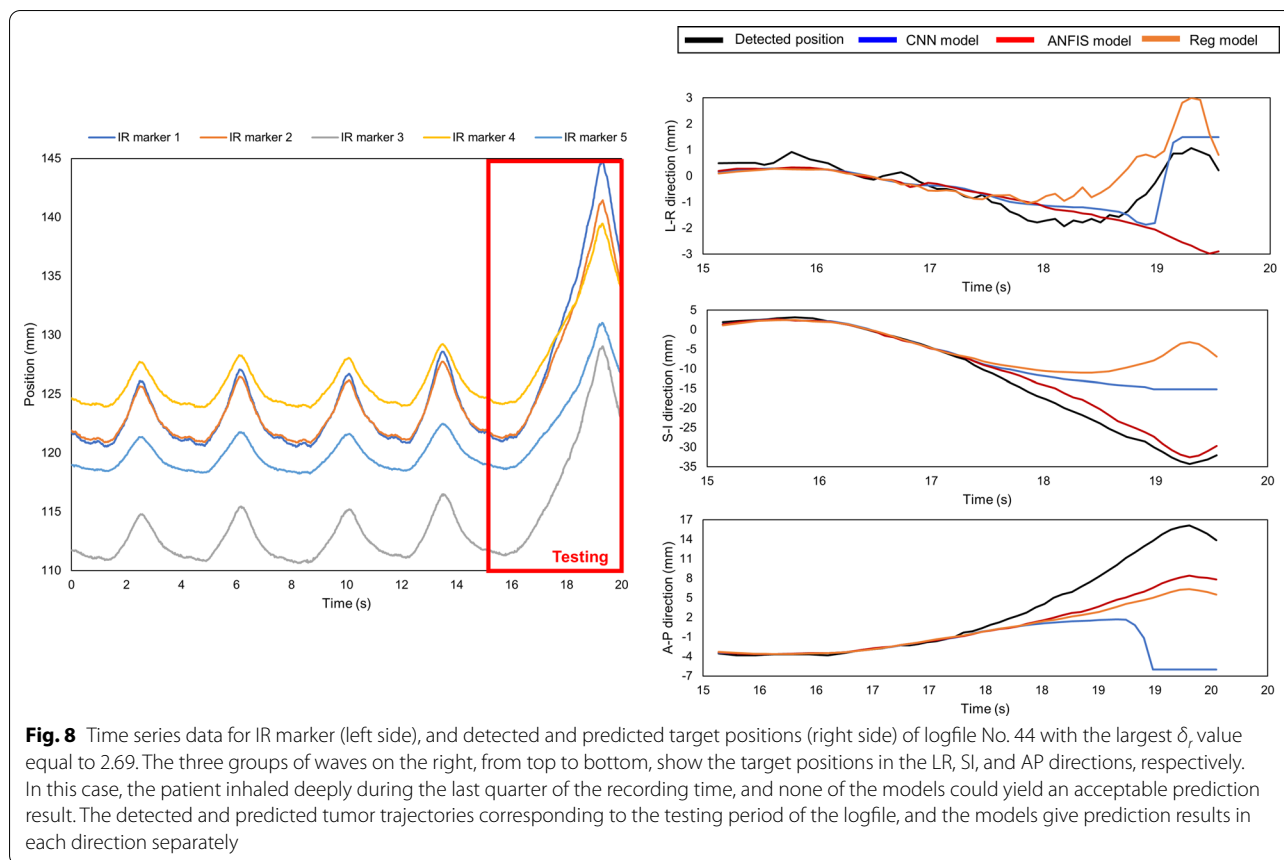 Detected position CNN model ANFIS model Reg model
IR marker 1 IR marker 2 IR marker 3 IR marker 4 IR marker 5
145
140
135
130
125
120
115
110
Position (mm)
0 2 4 6 8 10 12 14 16 18 20
Time (s)
Testing
3
2
1
0
-1
-2
-3
L-R direction (mm)
15 16 17 18 19 20
Time (s)
5
0
-5
-10
-15
-20
-25
-30
-35
S-I direction (mm)
15 16 17 18 19 20
Time (s)
17
14
11
8
5
2
-1
-4
-7
A-P direction (mm)
15 16 16 17 17 18 18 19 19 20 20
Time (s)
Fig. 8 Time series data for IR marker (left side), and detected and predicted target positions (right side) of logfile No. 44 with the largest δr value
equal to 2.69. The three groups of waves on the right, from top to bottom, show the target positions in the LR, SI, and AP directions, respectively.
In this case, the patient inhaled deeply during the last quarter of the recording time, and none of the models could yield an acceptable prediction
result. The detected and predicted tumor trajectories corresponding to the testing period of the logfile, and the models give prediction results in
each direction separately